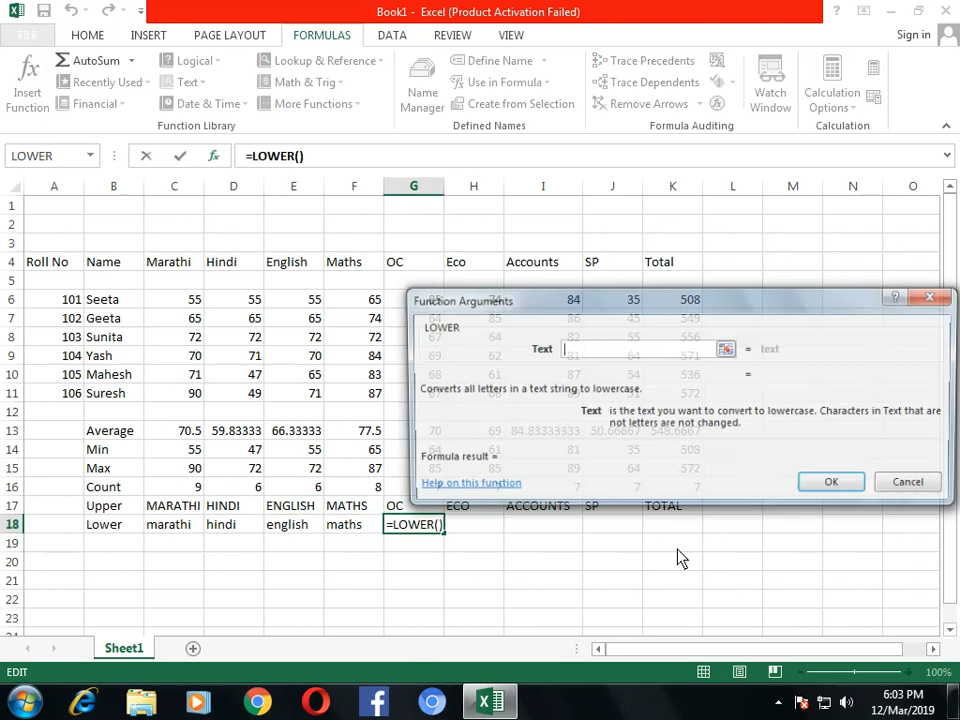 Book1 - Excel (Product Activation Failed)
FILE HOME INSERT PAGE LAYOUT FORMULAS DATA REVIEW VIEW Sign in
AutoSum Logical Lookup & Reference Define Name Trace Precedents
Recently Used Text Math & Trig Use in Formula Trace Dependents
Financial Date & Time More Functions Create from Selection Remove Arrows
Insert Function Name Manager Watch Window Calculation Options
Function Library Defined Names Formula Auditing Calculation
LOWER =LOWER()
A B C D E F G H I J K L M N O
1
2
3
4 Roll No Name Marathi Hindi English Maths OC Eco Accounts SP Total
5
6 101 Seeta 55 55 55 65 84 35 508
7 102 Geeta 65 65 65 74 64 85 86 45 549
8 103 Sunita 72 72 72 72 67 64 82 55 556
9 104 Yash 70 71 70 84 69 62 81 64 571
10 105 Mahesh 71 47 65 83 68 61 87 54 536
11 106 Suresh 90 49 71 87 572
12
13 Average 70.5 59.83333 66.33333 77.5 70 69 84.83333333 50.66667 548.6667
14 Min 55 47 55 65 64 61 81 35 508
15 Max 90 72 72 87 85 85 89 64 572
16 Count 9 6 6 8 7 7 7
17 Upper MARATHI HINDI ENGLISH MATHS OC ECO ACCOUNTS SP TOTAL
18 Lower marathi hindi english maths =LOWER()
19
20
21
22
23
Function Arguments
LOWER
Text = text
=
Converts all letters in a text string to lowercase.
Text is the text you want to convert to lowercase. Characters in Text that are
not letters are not changed.
Formula result =
Help on this function OK Cancel
Sheet1
EDIT 100%
6:03 PM
12/Mar/2019